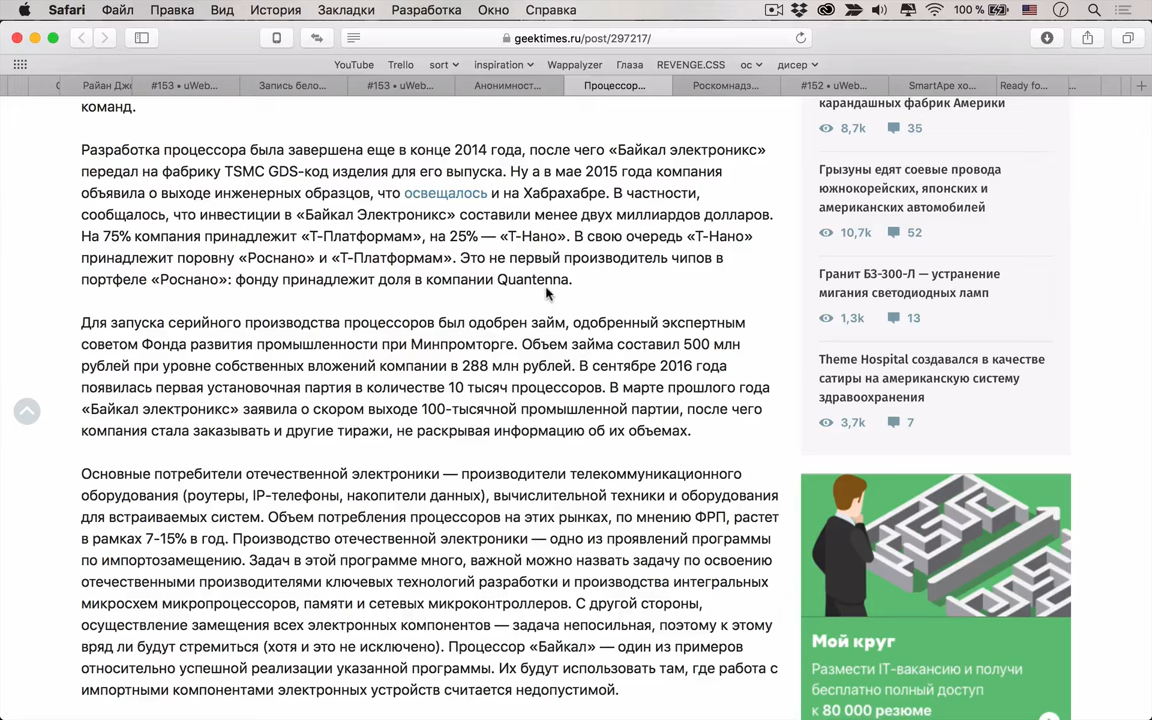 Safari Файл Правка Вид История Закладки Разработка Окно Справка 100 %
geektimes.ru/post/297217/
YouTube Trello sort inspiration Wappalyzer Глаза REVENGE.CSS ос дисер
Райан Дж #153 • uWeb... Запись бело... #153 • uWeb... Анонимност... Процессор... Роскомнадз... #152 • uWeb... SmartApe хо... Ready fo...
команд.
Разработка процессора была завершена еще в конце 2014 года, после чего «Байкал электроникс»
передал на фабрику TSMC GDS-код изделия для его выпуска. Ну а в мае 2015 года компания
объявила о выходе инженерных образцов, что освещалось и на Хабрахабре. В частности,
сообщалось, что инвестиции в «Байкал Электроникс» составили менее двух миллиардов долларов.
На 75% компания принадлежит «Т-Платформам», на 25% — «Т-Нано». В свою очередь «Т-Нано»
принадлежит поровну «Роснано» и «Т-Платформам». Это не первый производитель чипов в
портфеле «Роснано»: фонду принадлежит доля в компании Quantenna.
Для запуска серийного производства процессоров был одобрен займ, одобренный экспертным
советом Фонда развития промышленности при Минпромторге. Объем займа составил 500 млн
рублей при уровне собственных вложений компании в 288 млн рублей. В сентябре 2016 года
появилась первая установочная партия в количестве 10 тысяч процессоров. В марте прошлого года
«Байкал электроникс» заявила о скором выходе 100-тысячной промышленной партии, после чего
компания стала заказывать и другие тиражи, не раскрывая информацию об их объемах.
Основные потребители отечественной электроники — производители телекоммуникационного
оборудования (роутеры, IP-телефоны, накопители данных), вычислительной техники и оборудования
для встраиваемых систем. Объем потребления процессоров на этих рынках, по мнению ФРП, растет
в рамках 7-15% в год. Производство отечественной электроники — одно из проявлений программы
по импортозамещению. Задач в этой программе много, важной можно назвать задачу по освоению
отечественными производителями ключевых технологий разработки и производства интегральных
микросхем микропроцессоров, памяти и сетевых микроконтроллеров. С другой стороны,
осуществление замещения всех электронных компонентов — задача непосильная, поэтому к этому
вряд ли будут стремиться (хотя и это не исключено). Процессор «Байкал» — один из примеров
относительно успешной реализации указанной программы. Их будут использовать там, где работа с
импортными компонентами электронных устройств считается недопустимой.
карандашных фабрик Америки
8,7k 35
Грызуны едят соевые провода
южнокорейских, японских и
американских автомобилей
10,7k 52
Гранит БЗ-300-Л — устранение
мигания светодиодных ламп
1,3k 13
Theme Hospital создавался в качестве
сатиры на американскую систему
здравоохранения
3,7k 7
Мой круг
Размести IT-вакансию и получи
бесплатно полный доступ
к 80 000 резюме